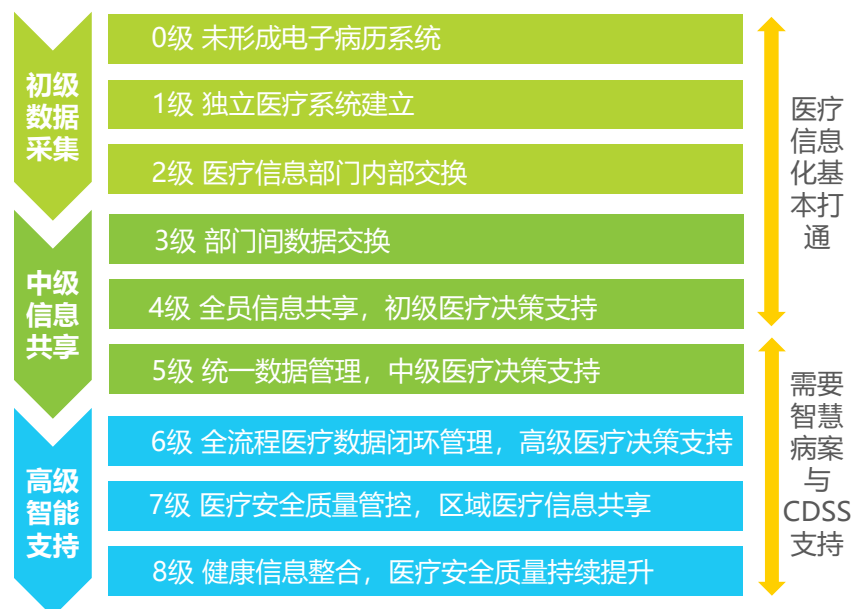 初级
数据
采集
0级 未形成电子病历系统
1级 独立医疗系统建立
2级 医疗信息部门内部交换
中级
信息
共享
3级 部门间数据交换
4级 全员信息共享，初级医疗决策支持
5级 统一数据管理，中级医疗决策支持
高级
智能
支持
6级 全流程医疗数据闭环管理，高级医疗决策支持
7级 医疗安全质量管控，区域医疗信息共享
8级 健康信息整合，医疗安全质量持续提升
医疗
信息
化基
本打
通
需要
智慧
病案
与
CDSS
支持